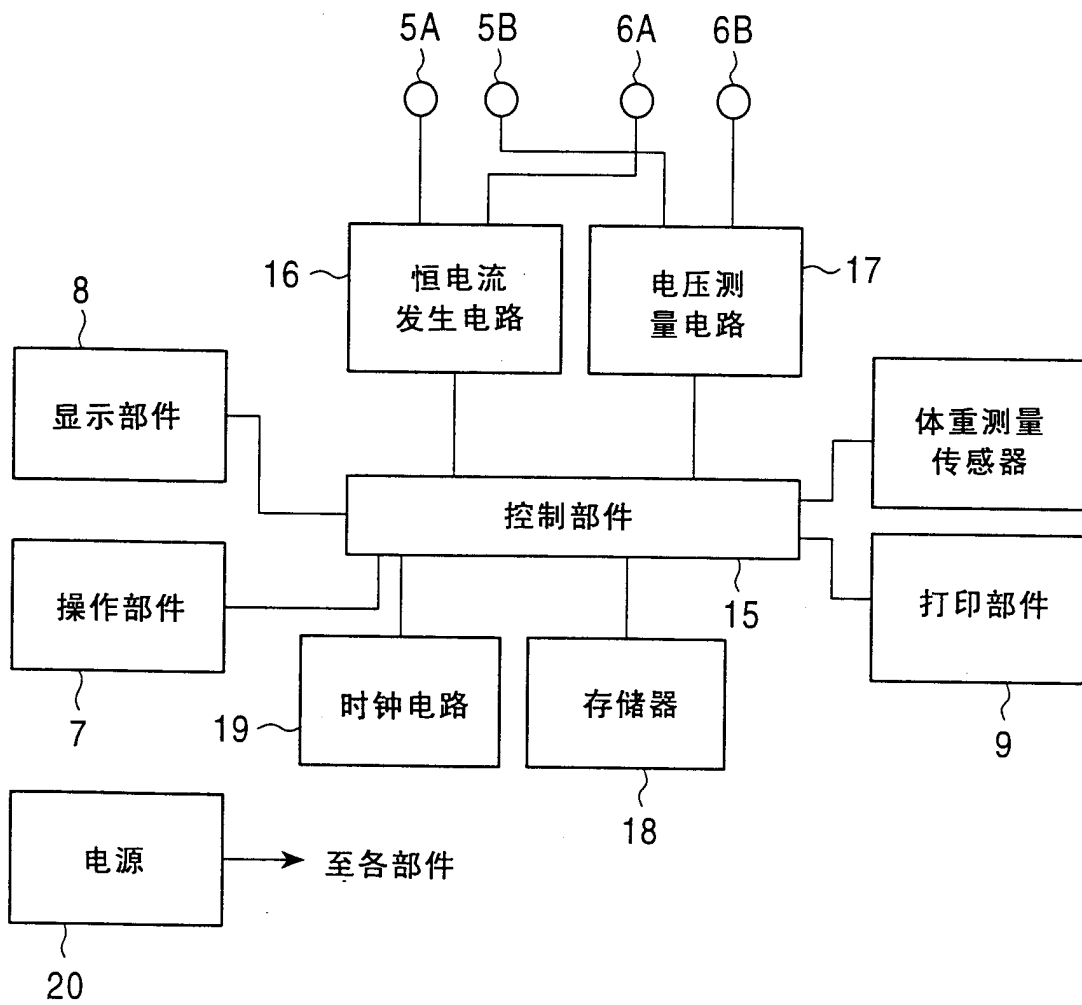 5A 5B 6A 6B
16
恒电流
发生电路
电压测
量电路
17
8
显示部件
体重测量
传感器
控制部件
15
操作部件
7
打印部件
9
时钟电路
19
存储器
18
电源
20
至各部件